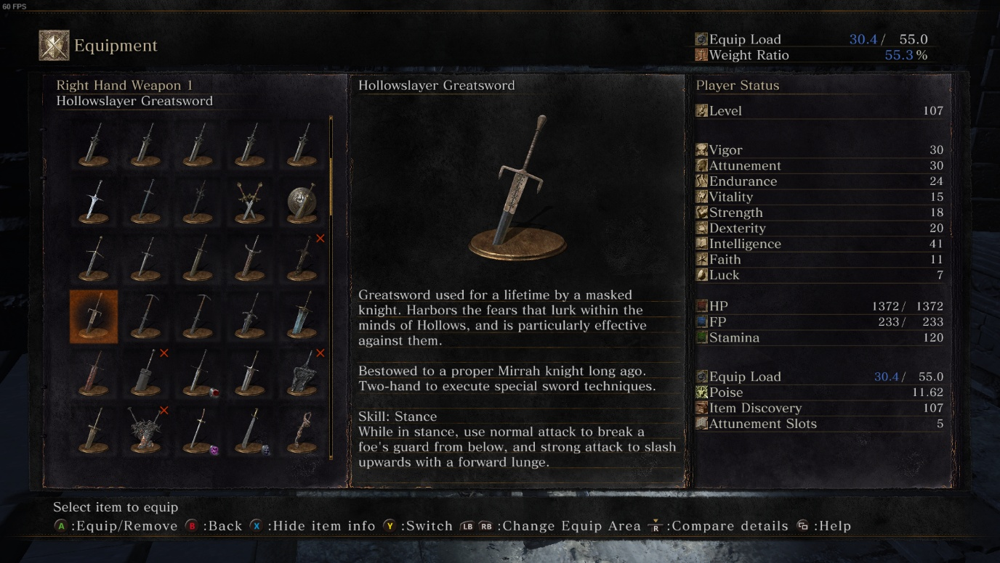 60 FPS
Equipment
Equip Load 30.4 / 55.0
Weight Ratio 55.3 %
Right Hand Weapon 1
Hollowslayer Greatsword
Hollowslayer Greatsword
Greatsword used for a lifetime by a masked
knight. Harbors the fears that lurk within the
minds of Hollows, and is particularly effective
against them.
Bestowed to a proper Mirrah knight long ago.
Two-hand to execute special sword techniques.
Skill: Stance
While in stance, use normal attack to break a
foe's guard from below, and strong attack to slash
upwards with a forward lunge.
Player Status
Level 107
Vigor 30
Attunement 30
Endurance 24
Vitality 15
Strength 18
Dexterity 20
Intelligence 41
Faith 11
Luck 7
HP 1372 / 1372
FP 233 / 233
Stamina 120
Equip Load 30.4 / 55.0
Poise 11.62
Item Discovery 107
Attunement Slots 5
Select item to equip
A :Equip/Remove B :Back X :Hide item info Y :Switch LB RB :Change Equip Area R :Compare details :Help